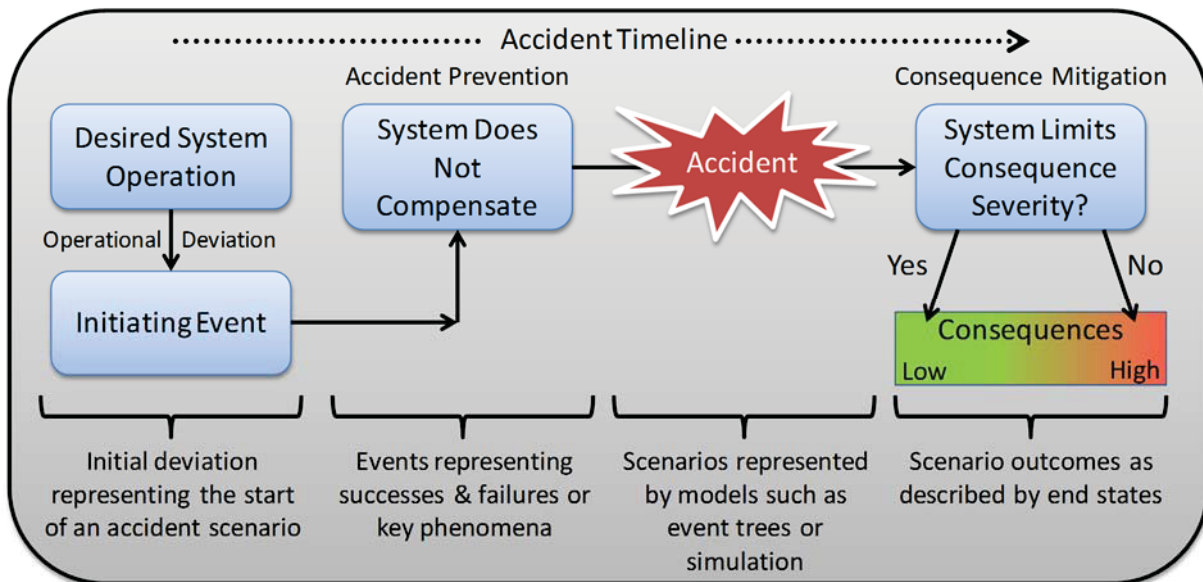 Accident Timeline
Accident Prevention
Consequence Mitigation
Desired System
Operation
System Does
Not
Compensate
Accident
System Limits
Consequence
Severity?
Operational Deviation
Yes
No
Initiating Event
Consequences
Low
High
Initial deviation
representing the start
of an accident scenario
Events representing
successes & failures or
key phenomena
Scenarios represented
by models such as
event trees or
simulation
Scenario outcomes as
described by end states